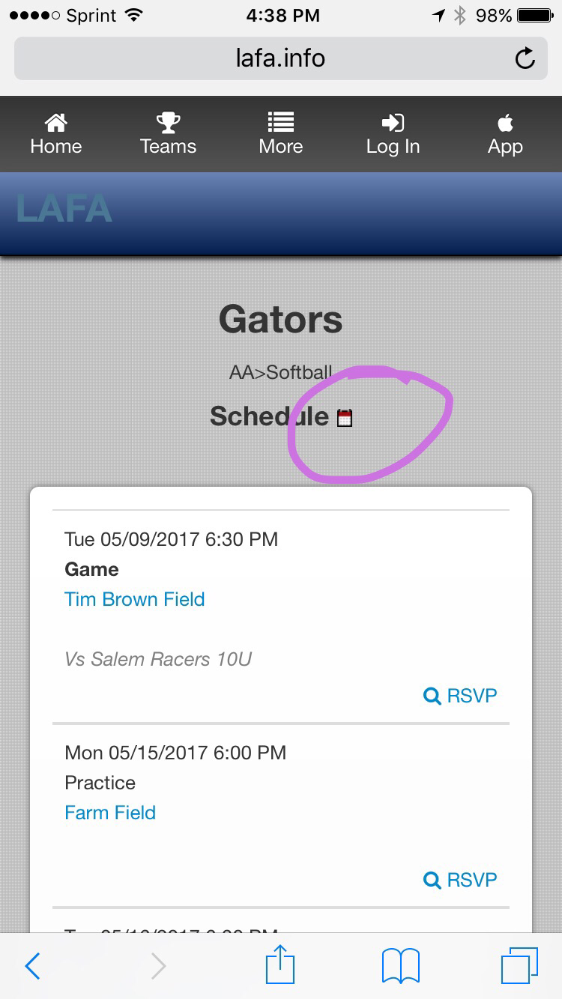 Sprint 4:38 PM 98%
lafa.info
Home Teams More Log In App
LAFA
Gators
AA>Softball
Schedule
Tue 05/09/2017 6:30 PM
Game
Tim Brown Field
Vs Salem Racers 10U
RSVP
Mon 05/15/2017 6:00 PM
Practice
Farm Field
RSVP